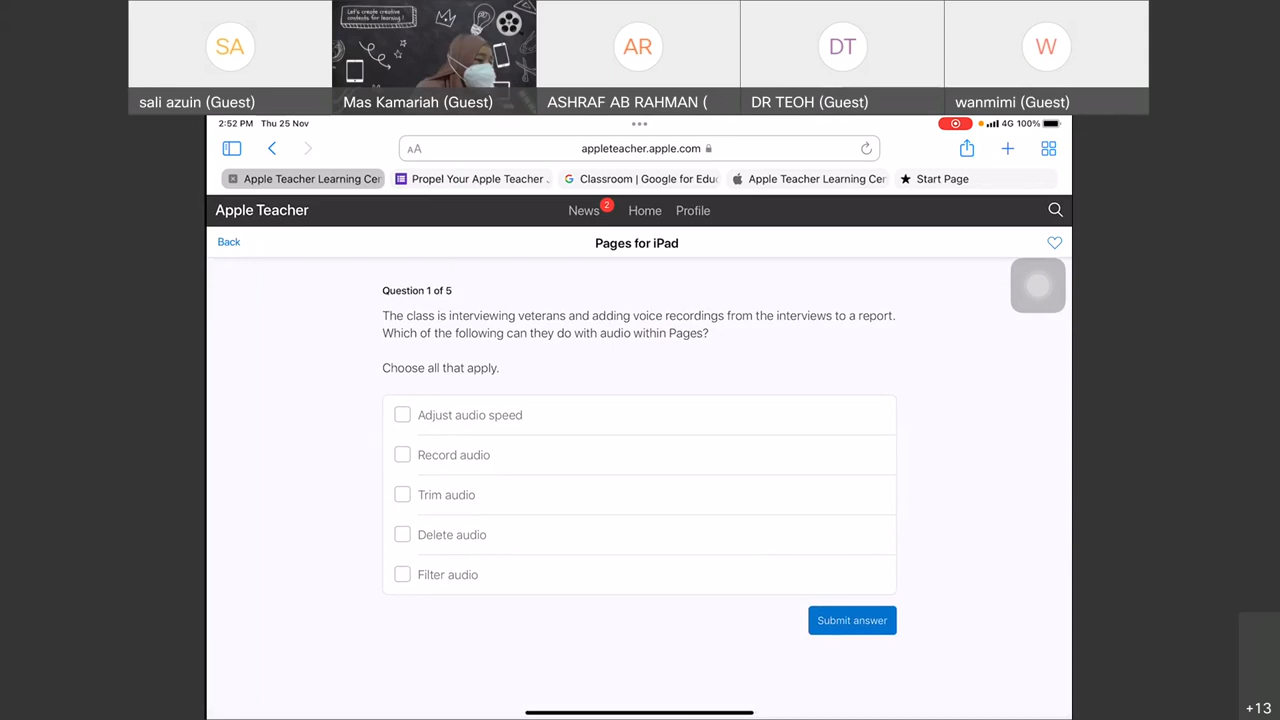 SA
Let's create creative
contents for learning!
AR
DT
W
sali azuin (Guest)
Mas Kamariah (Guest)
ASHRAF AB RAHMAN (
DR TEOH (Guest)
wanmimi (Guest)
2:52 PM Thu 25 Nov
4G 100%
AA
appleteacher.apple.com
Apple Teacher Learning Cer
Propel Your Apple Teacher .
Classroom | Google for Educ
Apple Teacher Learning Cer
Start Page
Apple Teacher
News 2
Home
Profile
Back
Pages for iPad
Question 1 of 5
The class is interviewing veterans and adding voice recordings from the interviews to a report.
Which of the following can they do with audio within Pages?
Choose all that apply.
Adjust audio speed
Record audio
Trim audio
Delete audio
Filter audio
Submit answer
+13